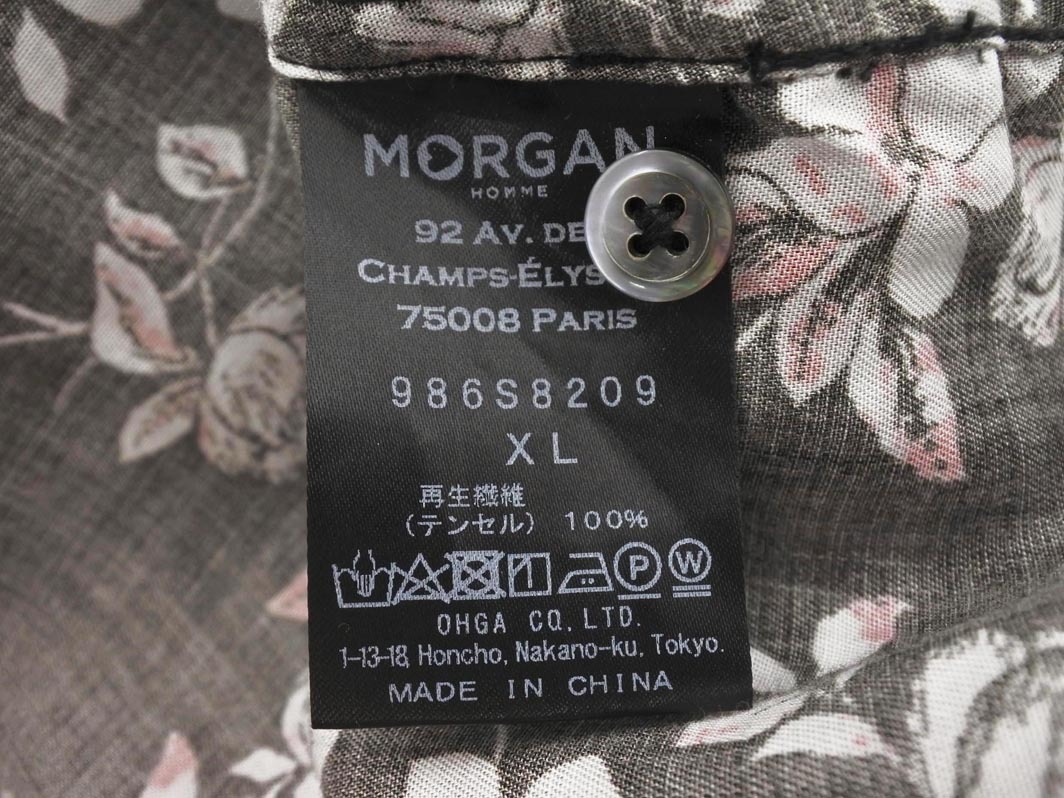 MORGAN
HOMME
92 AV. DE
CHAMPS-ÉLYS
75008 PARIS
986S8209
XL
再生繊維
(テンセル) 100%
P W
OHGA CO,.LTD.
1-13-18, Honcho, Nakano-ku, Tokyo.
MADE IN CHINA